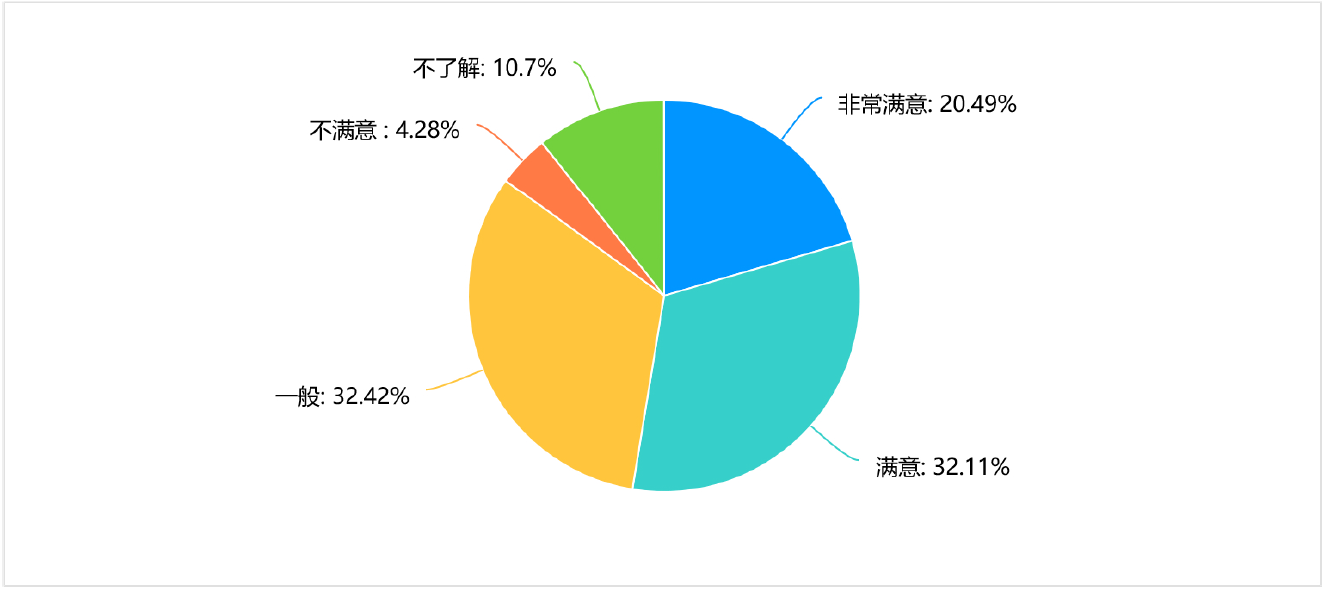 不了解: 10.7%
非常满意: 20.49%
不满意 : 4.28%
一般: 32.42%
满意: 32.11%